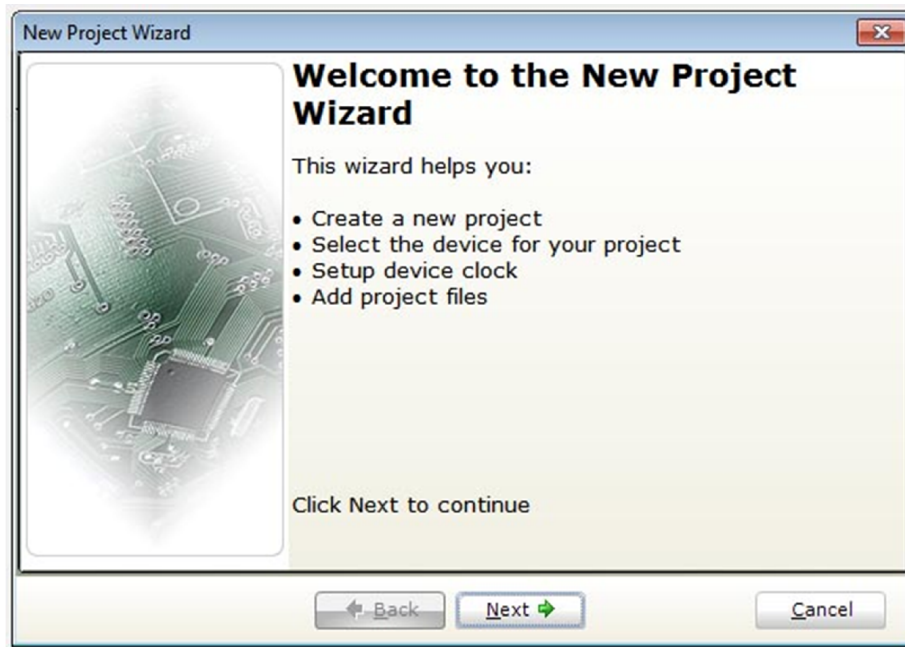 New Project Wizard
Welcome to the New Project
Wizard
This wizard helps you:
• Create a new project
• Select the device for your project
• Setup device clock
• Add project files
Click Next to continue
Back
Next
Cancel